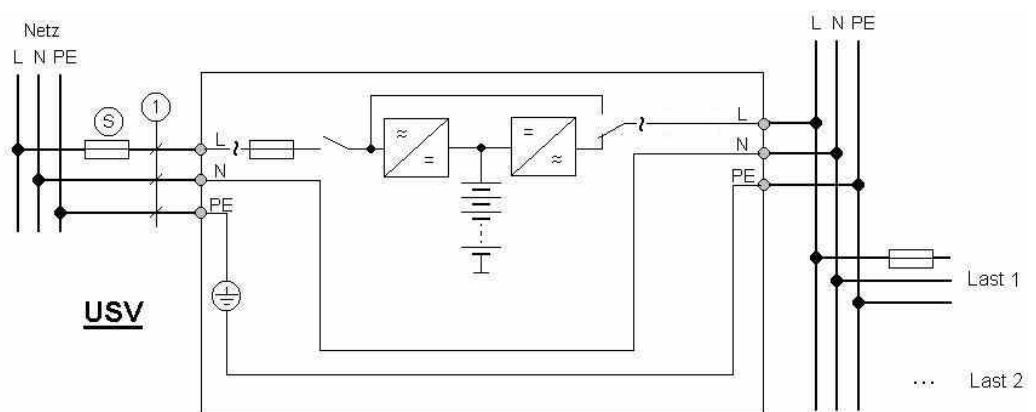 Netz
L N PE
L N PE
S
1
L
N
PE
≈
=
=
≈
L
N
PE
USV
Last 1
... Last 2